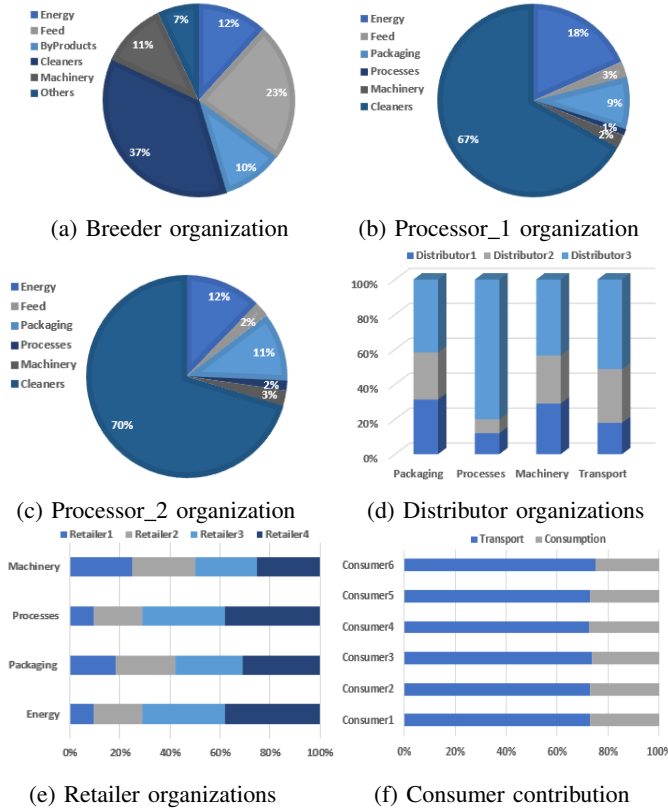 Energy
Feed
ByProducts
Cleaners
Machinery
Others
7%
12%
11%
23%
37%
10%
(a) Breeder organization
Energy
Feed
Packaging
Processes
Machinery
Cleaners
18%
3%
9%
1%
2%
67%
(b) Processor_1 organization
Energy
Feed
Packaging
Processes
Machinery
Cleaners
12%
2%
11%
2%
3%
70%
(c) Processor_2 organization
Distributor1 Distributor2 Distributor3
100%
80%
60%
40%
20%
0%
Packaging Processes Machinery Transport
(d) Distributor organizations
Retailer1 Retailer2 Retailer3 Retailer4
Machinery
Processes
Packaging
Energy
0% 20% 40% 60% 80% 100%
(e) Retailer organizations
Transport Consumption
Consumer6
Consumer5
Consumer4
Consumer3
Consumer2
Consumer1
0% 20% 40% 60% 80% 100%
(f) Consumer contribution